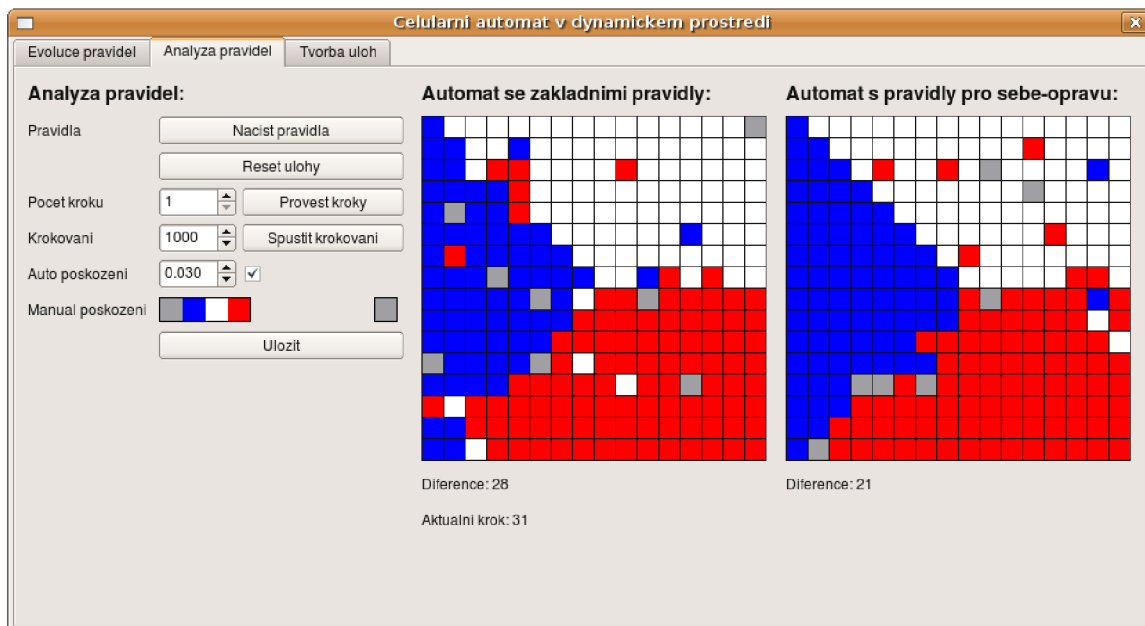 Celularni automat v dynamickem prostredi
Evoluce pravidel
Analyza pravidel
Tvorba uloh
Analyza pravidel:
Pravidla
Nacist pravidla
Reset ulohy
Pocet kroku
1
Provest kroky
Krokovani
1000
Spustit krokovani
Auto poskozeni
0.030
Manual poskozeni
Ulozit
Automat se zakladnimi pravidly:
Diference: 28
Aktualni krok: 31
Automat s pravidly pro sebe-opravu:
Diference: 21